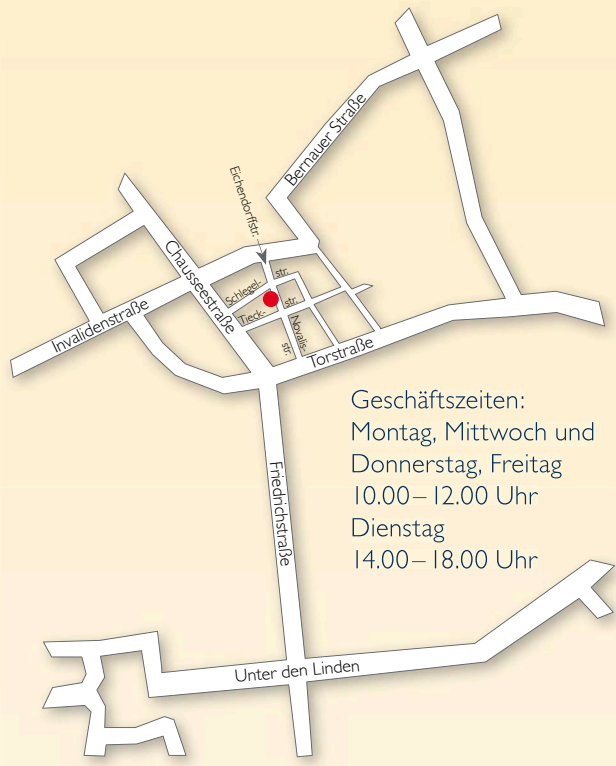 Bernauer Straße
Eichendorffstr.
Chausseestraße
Schlegel- str.
Invalidenstraße
Tieck- str.
Novalis-
str.
Torstraße
Geschäftszeiten:
Montag, Mittwoch und
Donnerstag, Freitag
10.00–12.00 Uhr
Dienstag
14.00–18.00 Uhr
Friedrichstraße
Unter den Linden